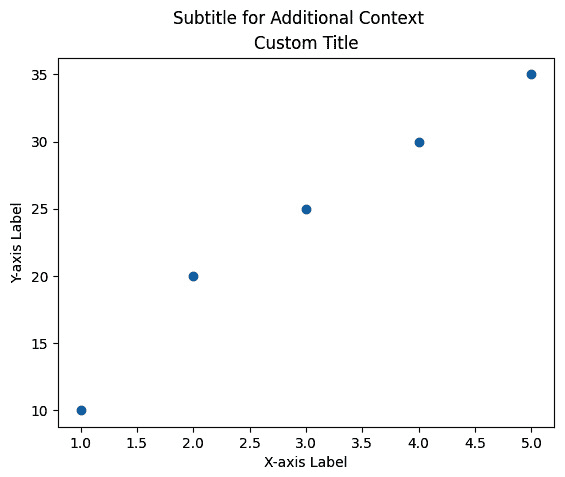 Subtitle for Additional Context
Custom Title
35
30
25
20
15
10
Y-axis Label
1.0 1.5 2.0 2.5 3.0 3.5 4.0 4.5 5.0
X-axis Label